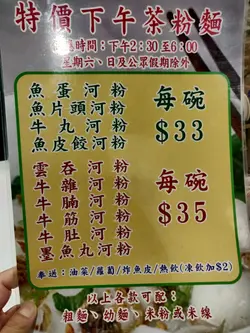 特價下午茶粉麵
時間：下午2:30至6:00
星期六、日及公眾假期除外
魚蛋河粉
魚片頭河粉
牛丸河粉
魚皮餃河粉
每碗
$33
雲吞河粉
牛雜河粉
牛腩河粉
牛筋河粉
牛肚河粉
墨魚丸河粉
每碗
$35
奉送：油菜/蘿蔔/炸魚皮/熱飲(凍飲加$2)
以上各款可配：
粗麵、幼麵、米粉或米線